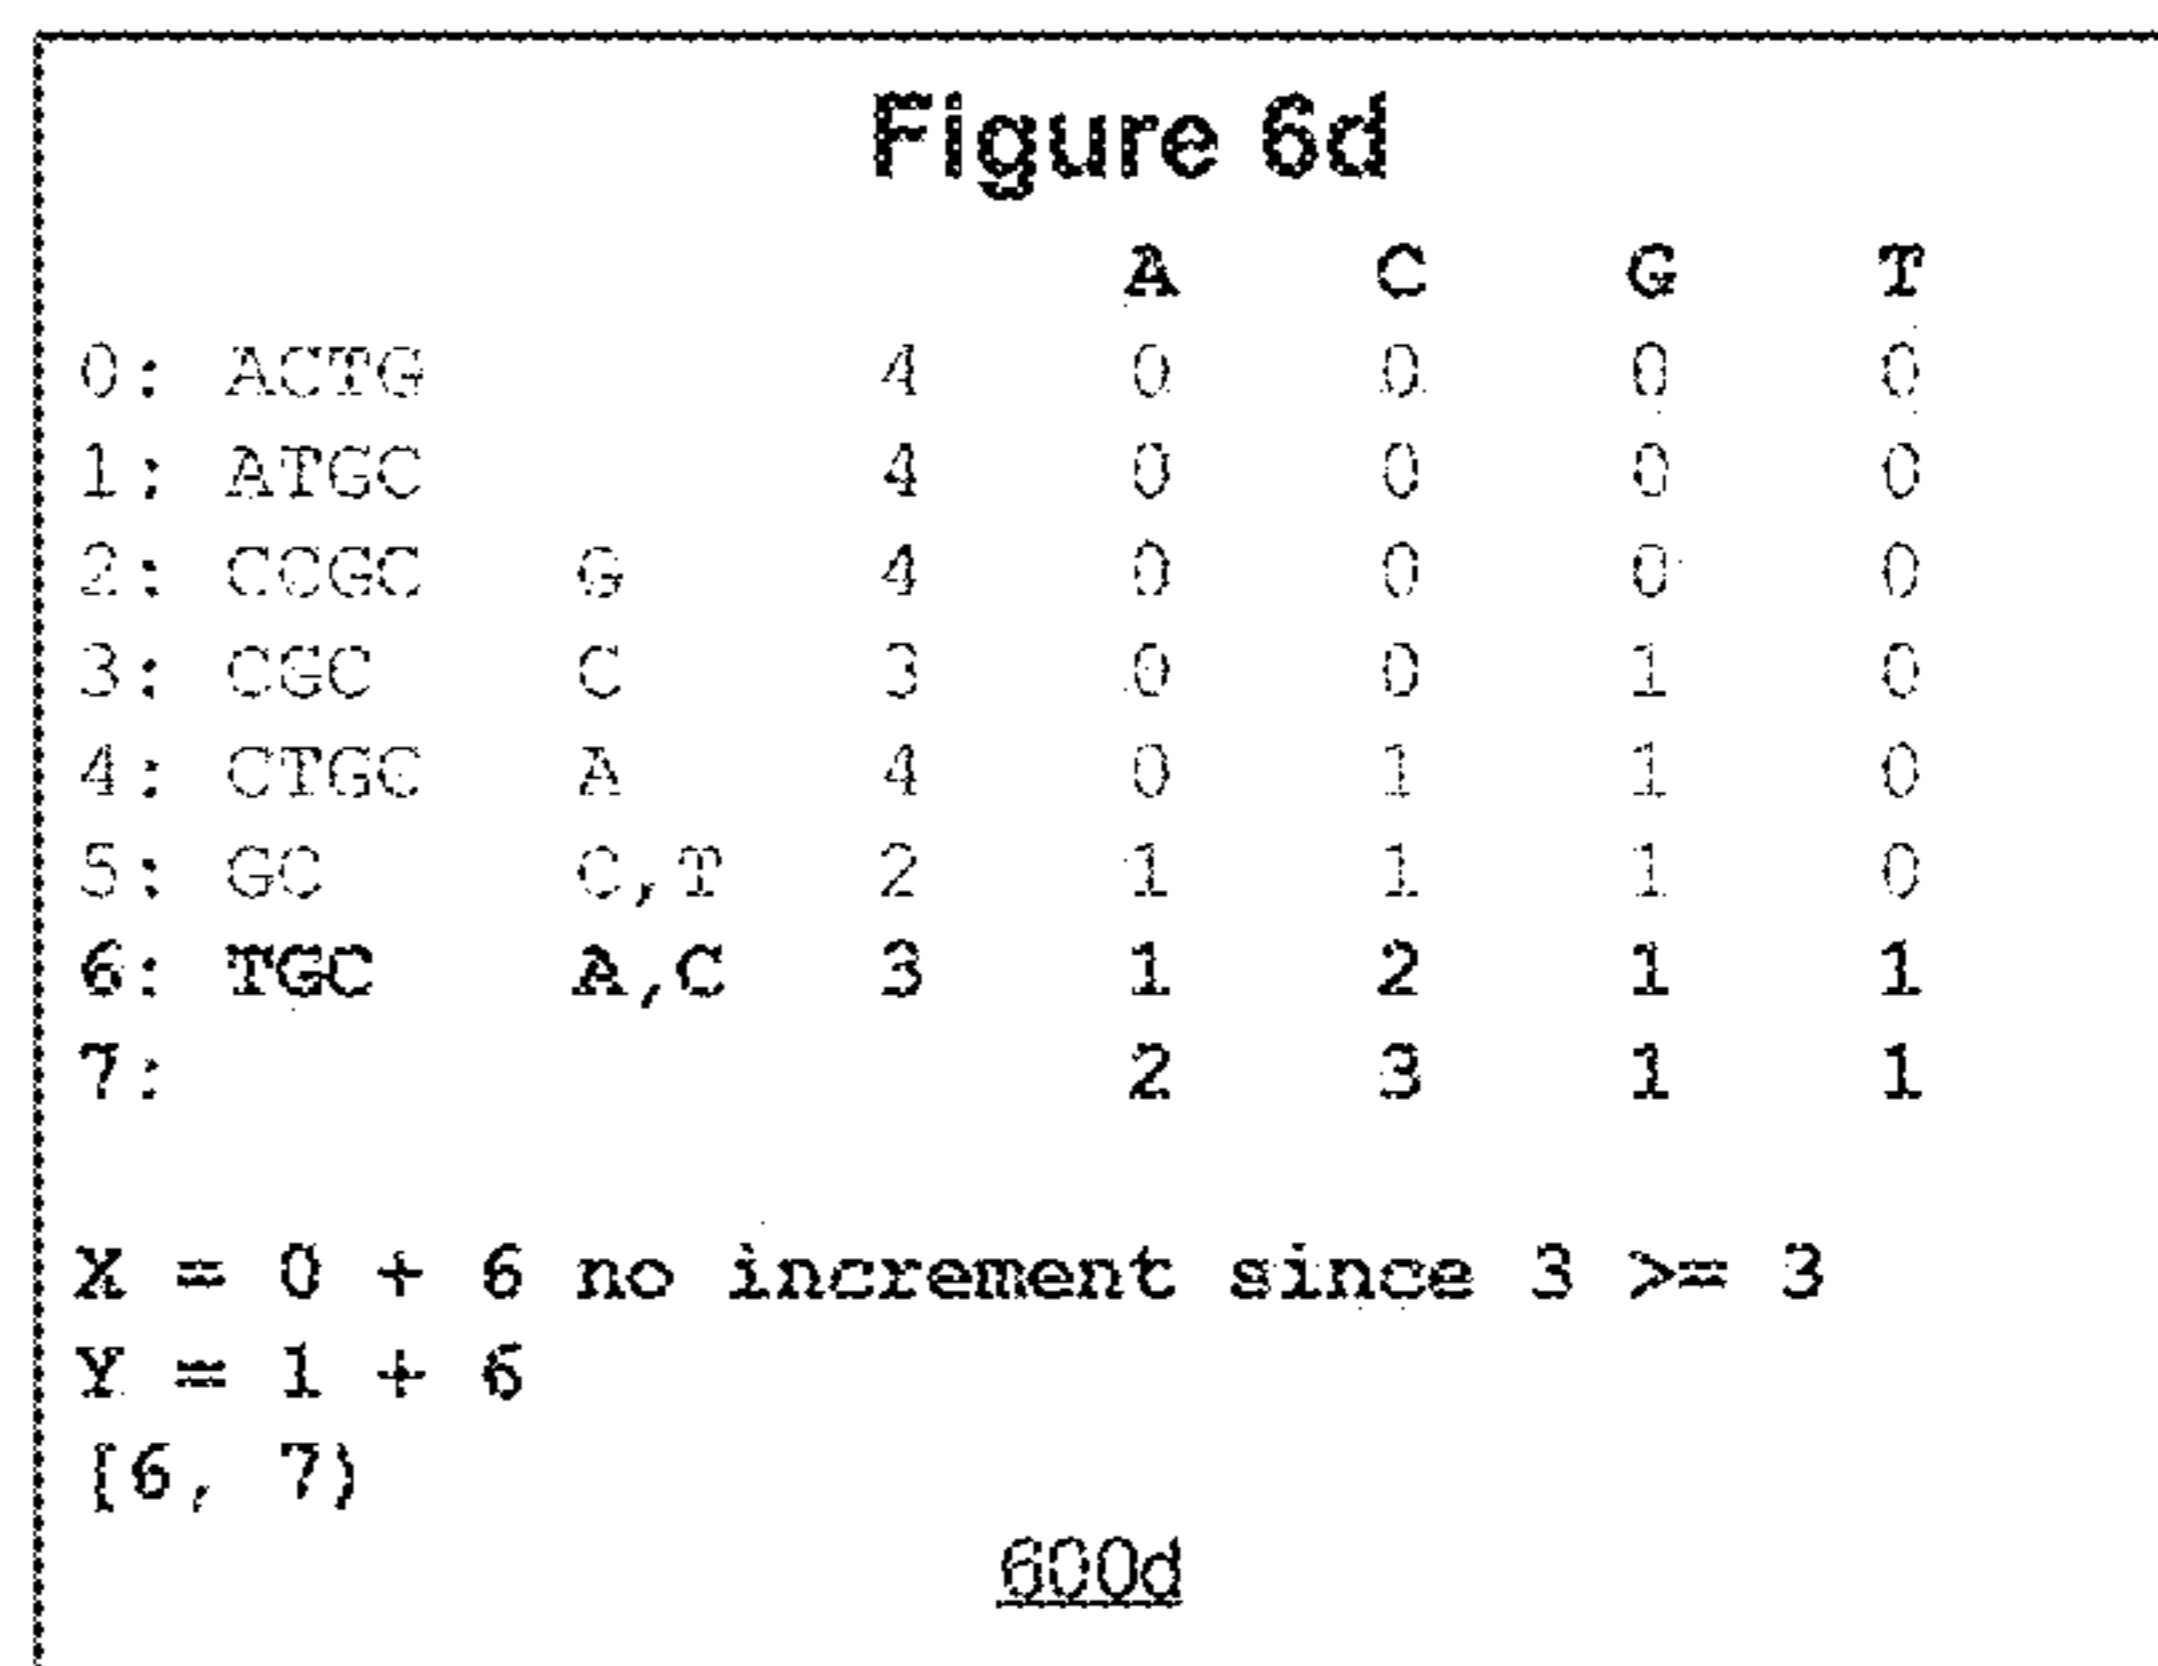 Figure 6d
A C G T
0: ACTG 4 0 0 0 0
1: ATGC 4 0 0 0 0
2: CCGC G 4 0 0 0 0
3: CGC C 3 0 0 1 0
4: CTGC A 4 0 1 1 0
5: GC C,T 2 1 1 1 0
6: TGC A,C 3 1 2 1 1
7: 2 3 1 1
X = 0 + 6 no increment since 3 >= 3
Y = 1 + 6
[6, 7)
600d